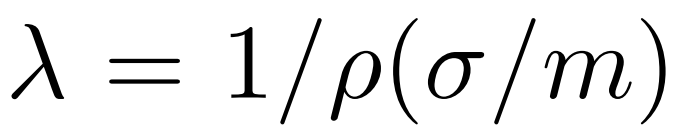 λ = 1/ρ(σ/m)